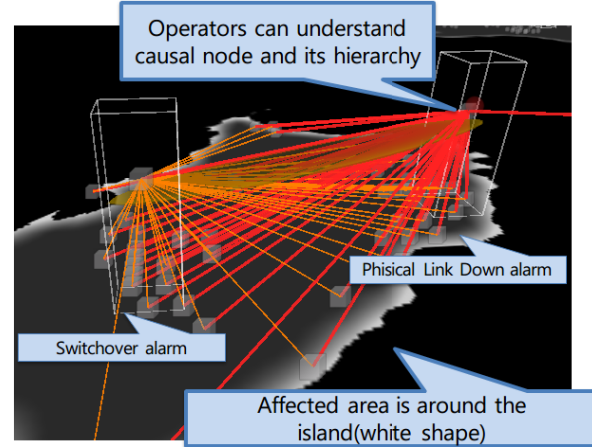 Operators can understand
causal node and its hierarchy
Phisical Link Down alarm
Switchover alarm
Affected area is around the
island(white shape)